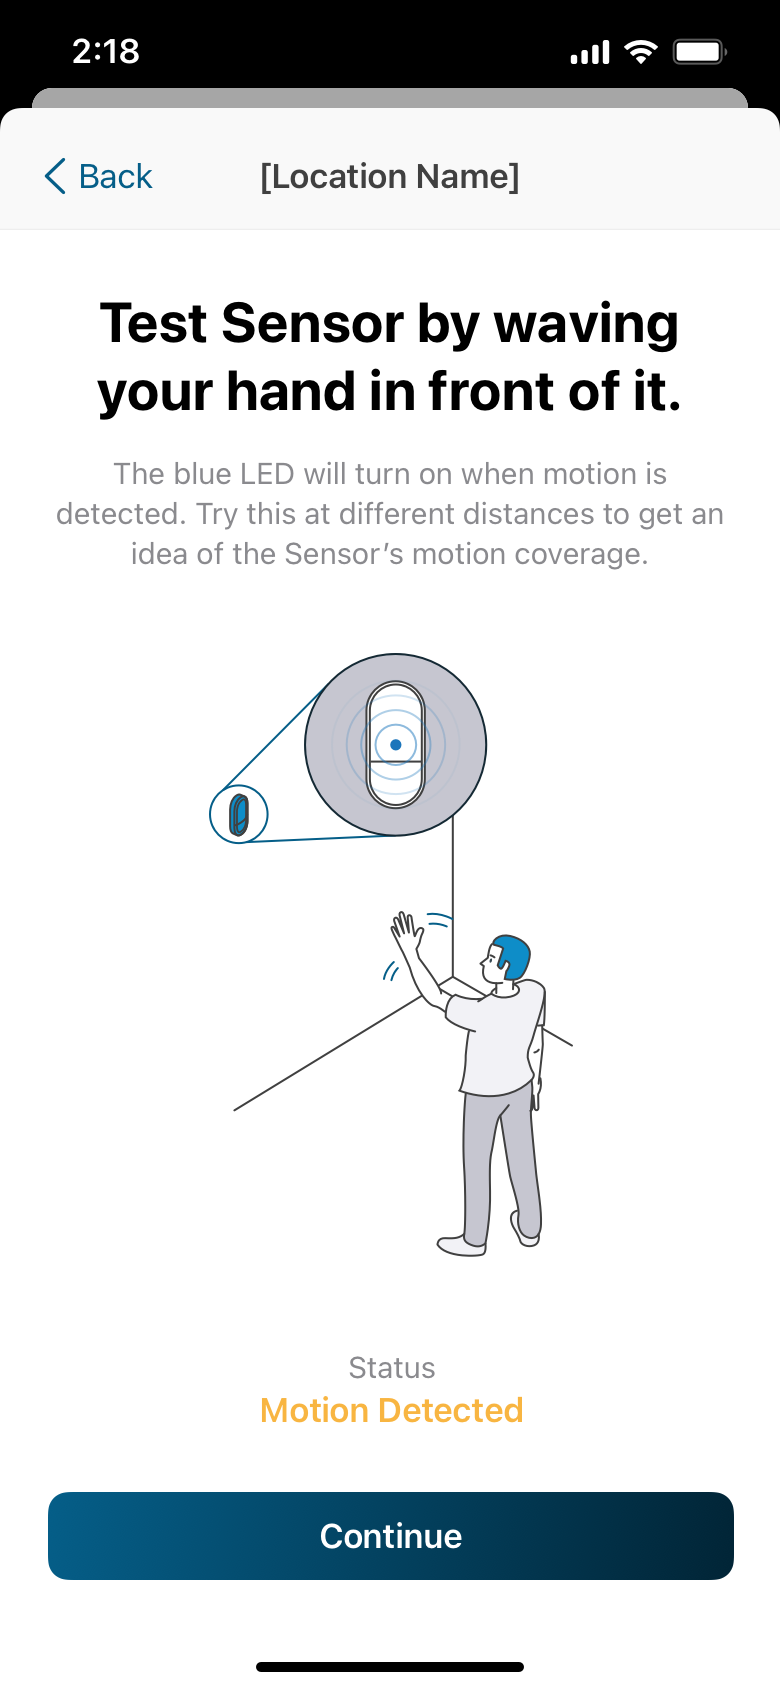 2:18
Back
[Location Name]
Test Sensor by waving
your hand in front of it.
The blue LED will turn on when motion is
detected. Try this at different distances to get an
idea of the Sensor’s motion coverage.
Status
Motion Detected
Continue